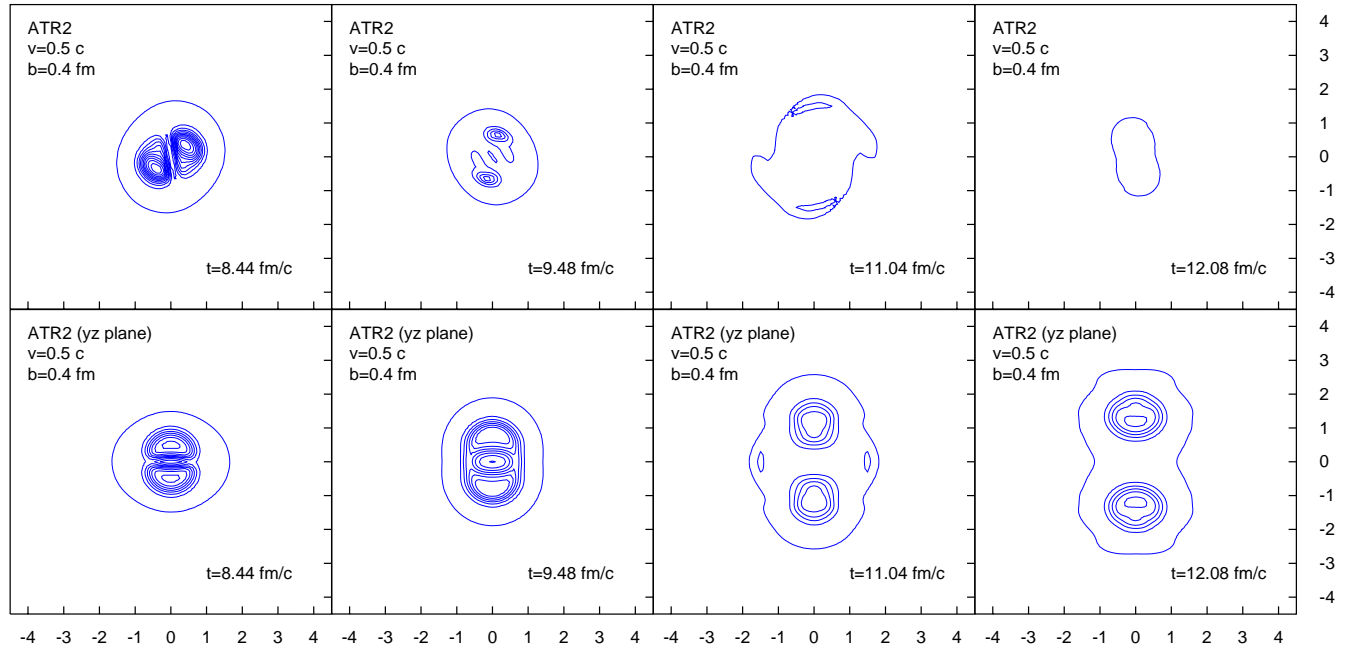 ATR2
v=0.5 c
b=0.4 fm
t=8.44 fm/c
ATR2
v=0.5 c
b=0.4 fm
t=9.48 fm/c
ATR2
v=0.5 c
b=0.4 fm
t=11.04 fm/c
ATR2
v=0.5 c
b=0.4 fm
t=12.08 fm/c
4
3
2
1
0
-1
-2
-3
-4
ATR2 (yz plane)
v=0.5 c
b=0.4 fm
t=8.44 fm/c
ATR2 (yz plane)
v=0.5 c
b=0.4 fm
t=9.48 fm/c
ATR2 (yz plane)
v=0.5 c
b=0.4 fm
t=11.04 fm/c
ATR2 (yz plane)
v=0.5 c
b=0.4 fm
t=12.08 fm/c
4
3
2
1
0
-1
-2
-3
-4
-4 -3 -2 -1 0 1 2 3 4 -4 -3 -2 -1 0 1 2 3 4 -4 -3 -2 -1 0 1 2 3 4 -4 -3 -2 -1 0 1 2 3 4